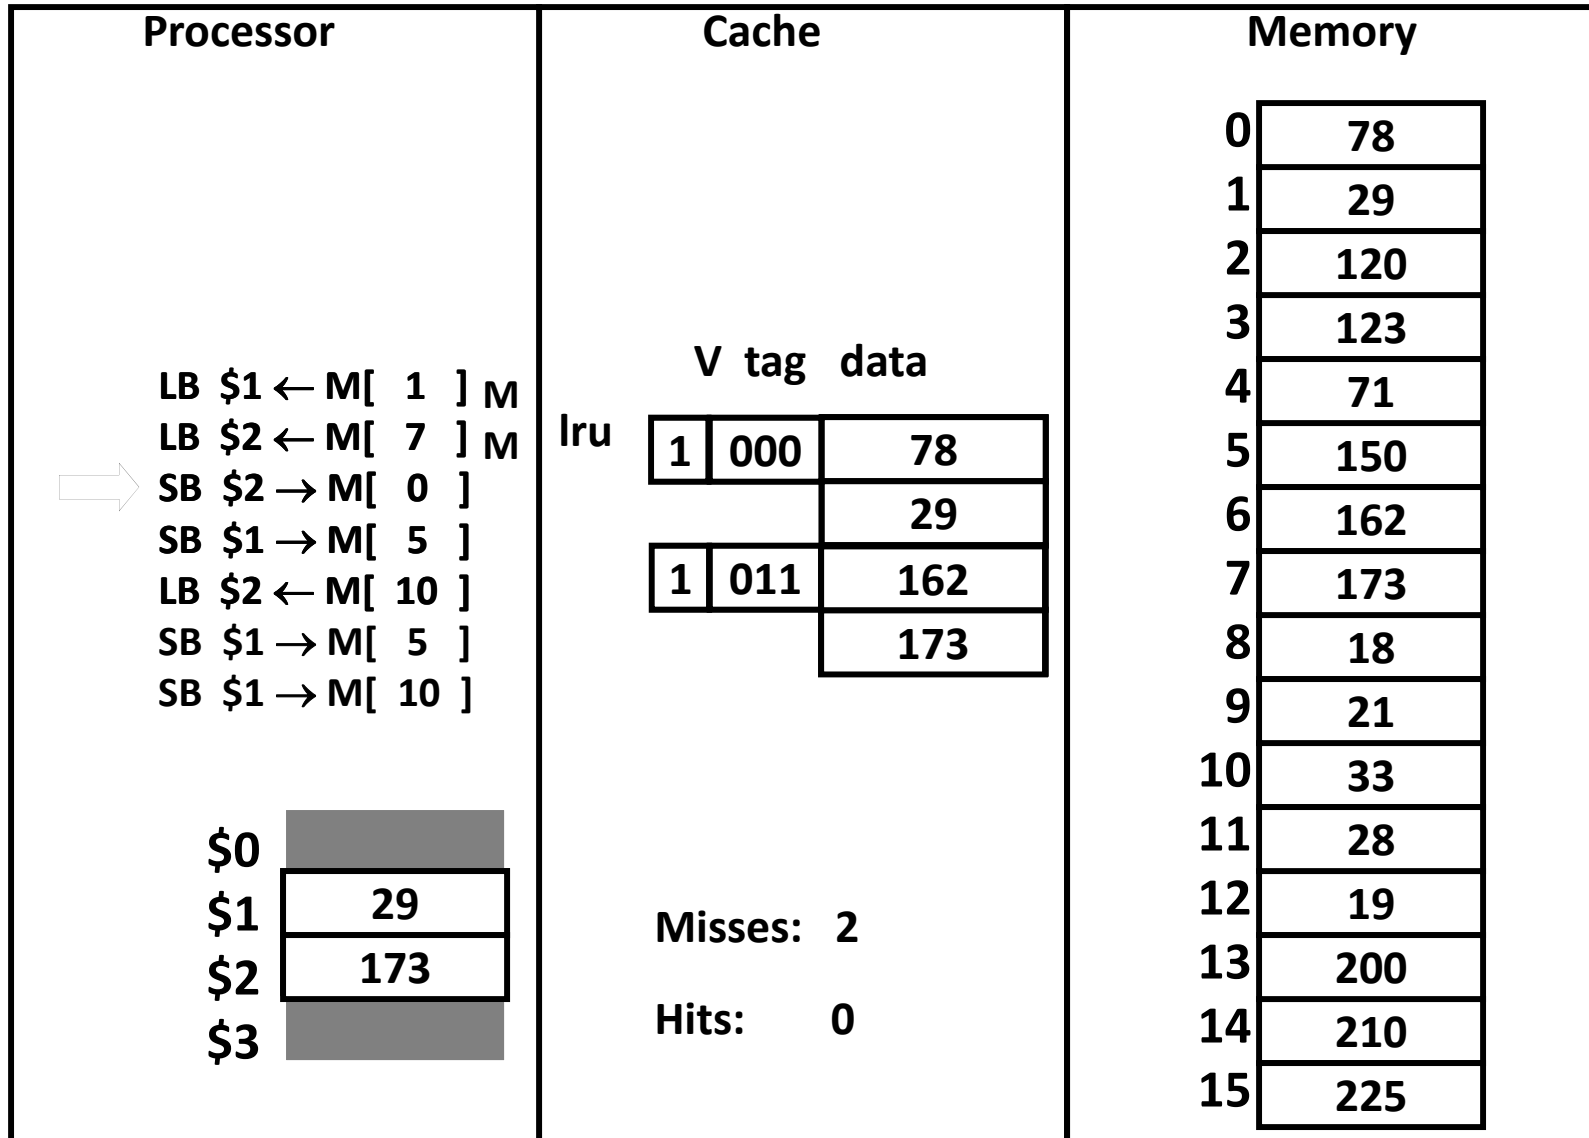 Processor
LB $1 ← M[ 1 ] M
LB $2 ← M[ 7 ] M
SB $2 → M[ 0 ]
SB $1 → M[ 5 ]
LB $2 ← M[ 10 ]
SB $1 → M[ 5 ]
SB $1 → M[ 10 ]
$0
$1 29
$2 173
$3
Cache
V tag data
lru 1 000 78
29
1 011 162
173
Misses: 2
Hits: 0
Memory
0 78
1 29
2 120
3 123
4 71
5 150
6 162
7 173
8 18
9 21
10 33
11 28
12 19
13 200
14 210
15 225